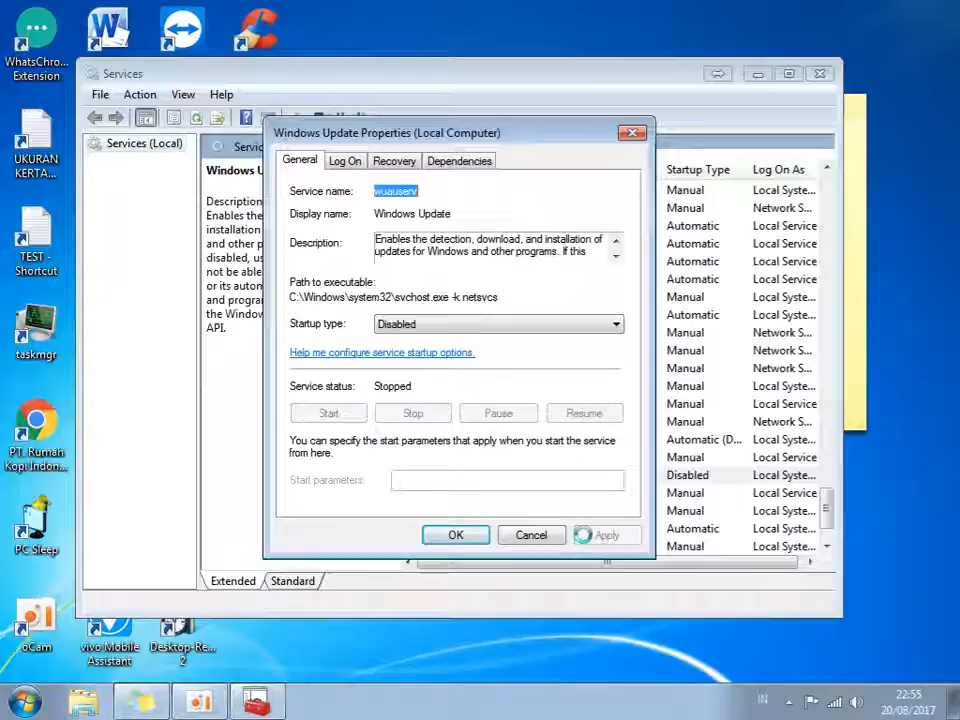 WhatsChro...
Extension
UKURAN
KERTA...
TEST -
Shortcut
taskmgr
PT. Rumah
Kopi Indon...
PC Sleep
oCam
vivo Mobile
Assistant
Desktop-Re...
2
Services
File Action View Help
Services (Local)
Servic
Windows U
Description
Enables the
installation
and other p
disabled, us
not be able
or its autom
and program
the Window
API.
Windows Update Properties (Local Computer)
General Log On Recovery Dependencies
Service name: wuauserv
Display name: Windows Update
Description: Enables the detection, download, and installation of
updates for Windows and other programs. If this
Path to executable:
C:\Windows\system32\svchost.exe -k netsvcs
Startup type: Disabled
Help me configure service startup options.
Service status: Stopped
Start Stop Pause Resume
You can specify the start parameters that apply when you start the service
from here.
Start parameters:
OK Cancel Apply
Startup Type Log On As
Manual Local Syste...
Manual Network S...
Automatic Local Service
Automatic Local Syste...
Automatic Local Syste...
Automatic Local Service
Manual Local Syste...
Automatic Local Syste...
Manual Network S...
Manual Network S...
Manual Network S...
Manual Local Syste...
Manual Local Service
Manual Network S...
Automatic (D... Local Syste...
Manual Local Service
Disabled Local Syste...
Manual Local Service
Manual Local Syste...
Automatic Local Syste...
Manual Local Syste...
Extended Standard
IN
22:55
20/08/2017